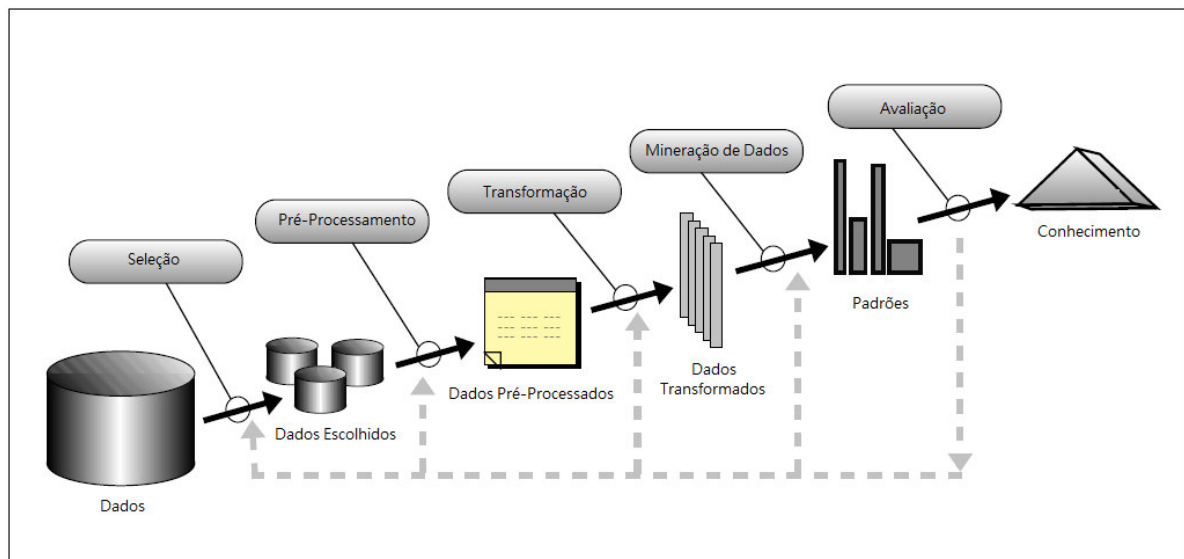 Avaliação
Mineração de Dados
Transformação
Pré-Processamento
Seleção
Conhecimento
Padrões
Dados
Transformados
Dados Pré-Processados
Dados Escolhidos
Dados